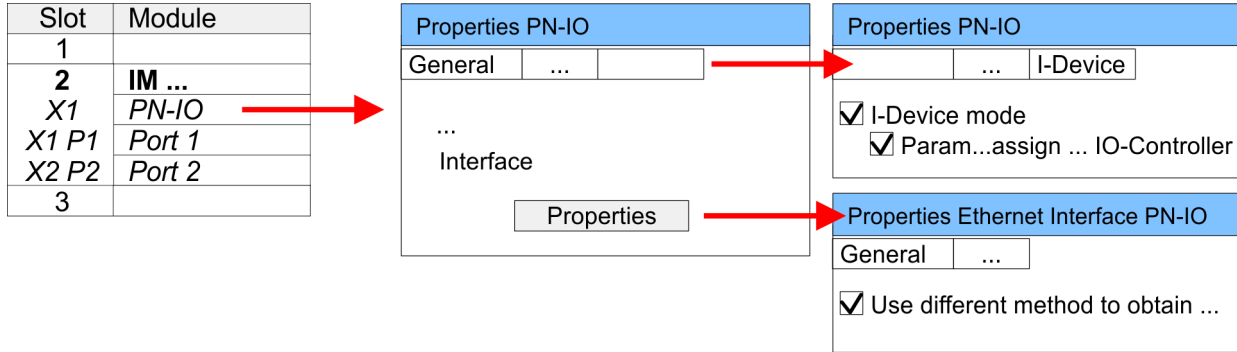 Slot Module
1
2 IM ...
X1 PN-IO
X1 P1 Port 1
X2 P2 Port 2
3
Properties PN-IO
General ...
...
Interface
Properties
Properties PN-IO
... I-Device
I-Device mode
Param...assign ... IO-Controller
Properties Ethernet Interface PN-IO
General ...
Use different method to obtain ...